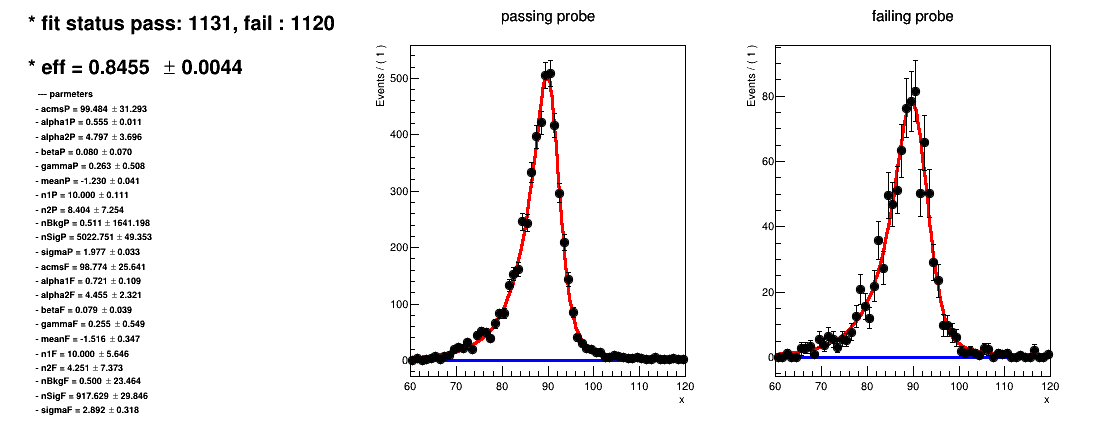 * fit status pass: 1131, fail : 1120
* eff = 0.8455 ± 0.0044
--- parmeters
- acmsP = 99.484 ± 31.293
- alpha1P = 0.555 ± 0.011
- alpha2P = 4.797 ± 3.696
- betaP = 0.080 ± 0.070
- gammaP = 0.263 ± 0.508
- meanP = -1.230 ± 0.041
- n1P = 10.000 ± 0.111
- n2P = 8.404 ± 7.254
- nBkgP = 0.511 ± 1641.198
- nSigP = 5022.751 ± 49.353
- sigmaP = 1.977 ± 0.033
- acmsF = 98.774 ± 25.641
- alpha1F = 0.721 ± 0.109
- alpha2F = 4.455 ± 2.321
- betaF = 0.079 ± 0.039
- gammaF = 0.255 ± 0.549
- meanF = -1.516 ± 0.347
- n1F = 10.000 ± 5.646
- n2F = 4.251 ± 7.373
- nBkgF = 0.500 ± 23.464
- nSigF = 917.629 ± 29.846
- sigmaF = 2.892 ± 0.318
passing probe
Events / ( 1 )
500
400
300
200
100
0
60 70 80 90 100 110 120
x
failing probe
Events / ( 1 )
80
60
40
20
0
60 70 80 90 100 110 120
x